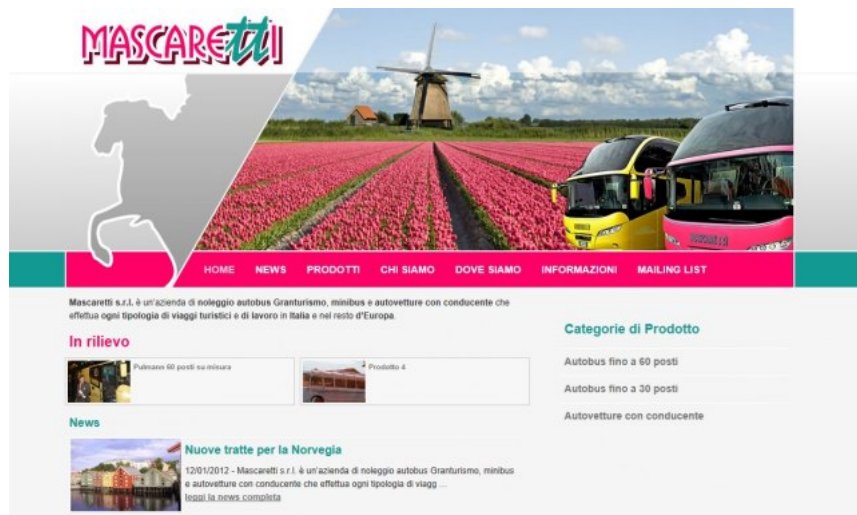 MASCARETTI
MASCARETTI
HOME NEWS PRODOTTI CHI SIAMO DOVE SIAMO INFORMAZIONI MAILING LIST
Mascaretti s.r.l. è un'azienda di noleggio autobus Granturismo, minibus e autovetture con conducente che
effettua ogni tipologia di viaggi turistici e di lavoro in Italia e nel resto d'Europa.
In rilievo
Pulmann 60 posti su misura
Prodotto 4
News
Nuove tratte per la Norvegia
12/01/2012 - Mascaretti s.r.l. è un'azienda di noleggio autobus Granturismo, minibus
e autovetture con conducente che effettua ogni tipologia di viagg ...
leggi la news completa
Categorie di Prodotto
Autobus fino a 60 posti
Autobus fino a 30 posti
Autovetture con conducente